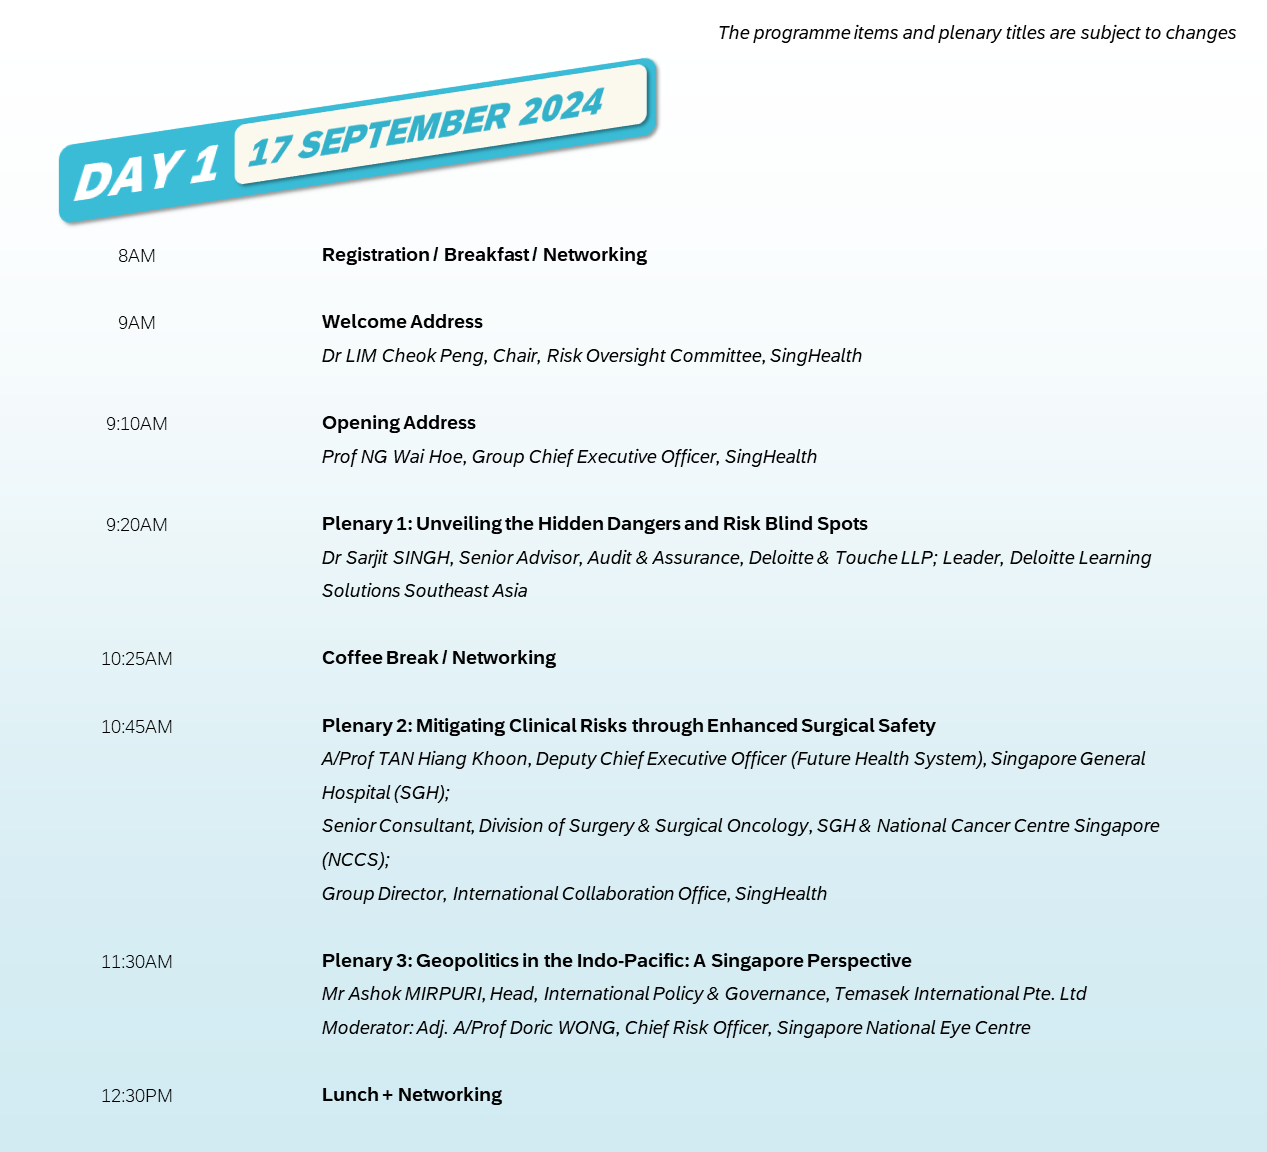 The programme items and plenary titles are subject to changes
DAY 1 17 SEPTEMBER 2024
8AM Registration / Breakfast / Networking
9AM Welcome Address
Dr LIM Cheok Peng, Chair, Risk Oversight Committee, SingHealth
9:10AM Opening Address
Prof NG Wai Hoe, Group Chief Executive Officer, SingHealth
9:20AM Plenary 1: Unveiling the Hidden Dangers and Risk Blind Spots
Dr Sarjit SINGH, Senior Advisor, Audit & Assurance, Deloitte & Touche LLP; Leader, Deloitte Learning
Solutions Southeast Asia
10:25AM Coffee Break / Networking
10:45AM Plenary 2: Mitigating Clinical Risks through Enhanced Surgical Safety
A/Prof TAN Hiang Khoon, Deputy Chief Executive Officer (Future Health System), Singapore General
Hospital (SGH);
Senior Consultant, Division of Surgery & Surgical Oncology, SGH & National Cancer Centre Singapore
(NCCS);
Group Director, International Collaboration Office, SingHealth
11:30AM Plenary 3: Geopolitics in the Indo-Pacific: A Singapore Perspective
Mr Ashok MIRPURI, Head, International Policy & Governance, Temasek International Pte. Ltd
Moderator: Adj. A/Prof Doric WONG, Chief Risk Officer, Singapore National Eye Centre
12:30PM Lunch + Networking